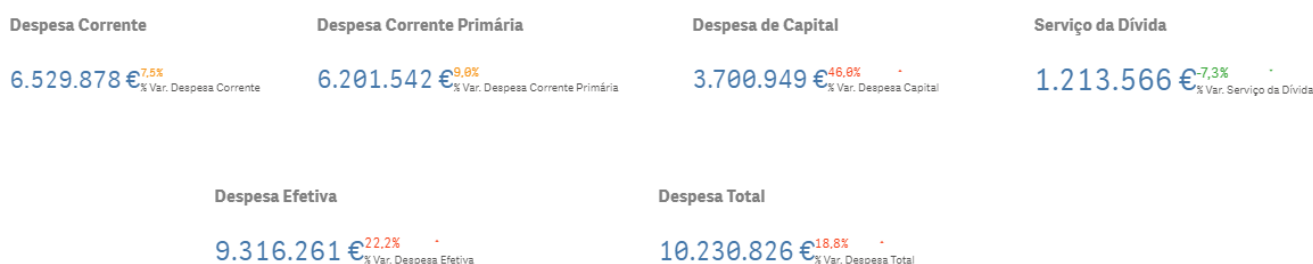 Despesa Corrente
6.529.878 € 7,5%
% Var. Despesa Corrente
Despesa Corrente Primária
6.201.542 € 9,0%
% Var. Despesa Corrente Primária
Despesa de Capital
3.700.949 € 46,0%
% Var. Despesa Capital
Serviço da Dívida
1.213.566 € -7,3%
% Var. Serviço da Dívida
Despesa Efetiva
9.316.261 € 22,2%
% Var. Despesa Efetiva
Despesa Total
10.230.826 € 18,8%
% Var. Despesa Total